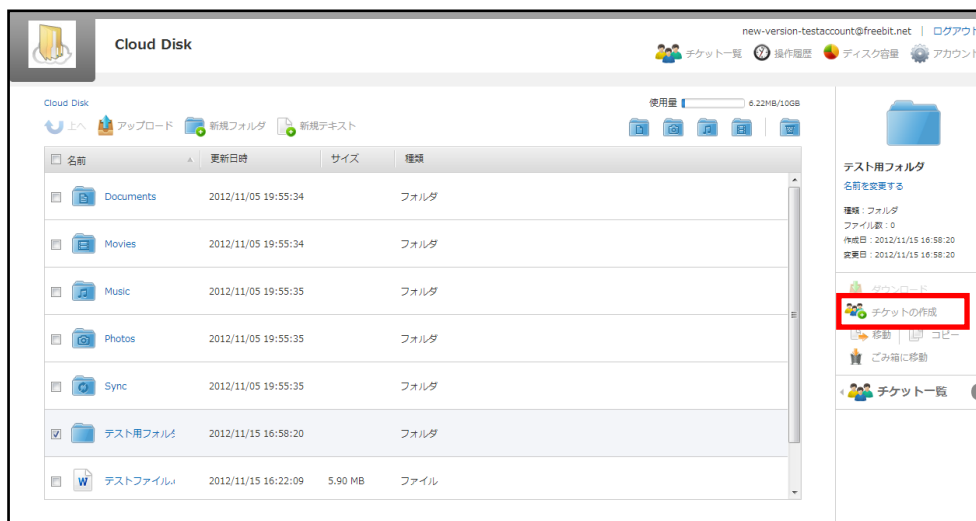 Cloud Disk
new-version-testaccount@freebit.net | ログアウト
チケット一覧 操作履歴 ディスク容量 アカウント
Cloud Disk
上へ アップロード 新規フォルダ 新規テキスト
使用量 6.22MB/10GB
名前 更新日時 サイズ 種類
Documents 2012/11/05 19:55:34 フォルダ
Movies 2012/11/05 19:55:34 フォルダ
Music 2012/11/05 19:55:35 フォルダ
Photos 2012/11/05 19:55:35 フォルダ
Sync 2012/11/05 19:55:35 フォルダ
テスト用フォルダ 2012/11/15 16:58:20 フォルダ
W テストファイル. 2012/11/15 16:22:09 5.90 MB ファイル
テスト用フォルダ
名前を変更する
種類：フォルダ
ファイル数：0
作成日：2012/11/15 16:58:20
変更日：2012/11/15 16:58:20
ダウンロード
チケットの作成
移動 コピー
ごみ箱に移動
チケット一覧